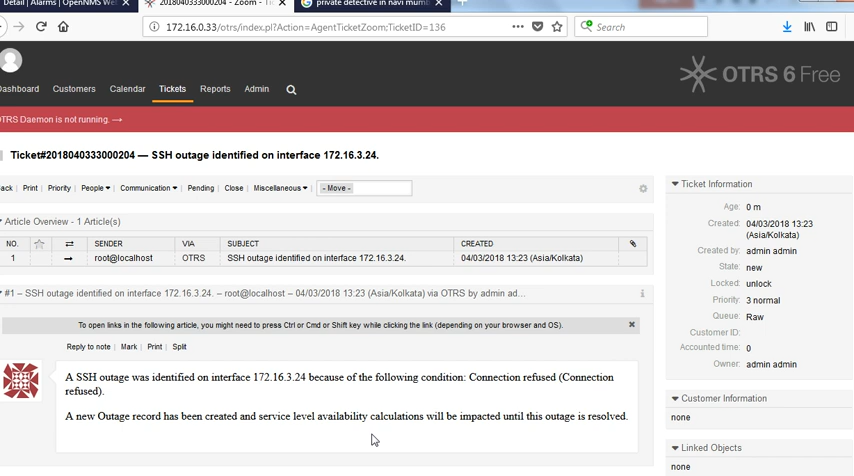 Detail | Alarms | OpenNMS We
2018040333000204 - Zoom - Ti
private detective in navi mumb
172.16.0.33/otrs/index.pl?Action=AgentTicketZoom;TicketID=136
Search
OTRS 6 Free
Dashboard Customers Calendar Tickets Reports Admin
OTRS Daemon is not running. →
Ticket#2018040333000204 — SSH outage identified on interface 172.16.3.24.
ack | Print | Priority | People | Communication | Pending | Close | Miscellaneous | - Move -
Article Overview - 1 Article(s)
NO. SENDER VIA SUBJECT CREATED
1 → root@localhost OTRS SSH outage identified on interface 172.16.3.24. 04/03/2018 13:23 (Asia/Kolkata)
#1 – SSH outage identified on interface 172.16.3.24. – root@localhost – 04/03/2018 13:23 (Asia/Kolkata) via OTRS by admin ad...
To open links in the following article, you might need to press Ctrl or Cmd or Shift key while clicking the link (depending on your browser and OS).
Reply to note | Mark | Print | Split
A SSH outage was identified on interface 172.16.3.24 because of the following condition: Connection refused (Connection
refused).
A new Outage record has been created and service level availability calculations will be impacted until this outage is resolved.
Ticket Information
Age: 0 m
Created: 04/03/2018 13:23
(Asia/Kolkata)
Created by: admin admin
State: new
Locked: unlock
Priority: 3 normal
Queue: Raw
Customer ID:
Accounted time: 0
Owner: admin admin
Customer Information
none
Linked Objects
none